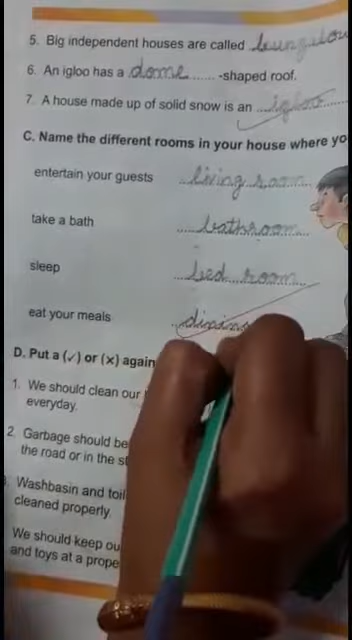 5. Big independent houses are called bungalow
6. An igloo has a dome -shaped roof.
7. A house made up of solid snow is an igloo
C. Name the different rooms in your house where yo
entertain your guests living room
take a bath bathroom
sleep bed room
eat your meals dining
D. Put a (✓) or (×) again
1. We should clean our
everyday.
2. Garbage should be
the road or in the s
Washbasin and toil
cleaned properly.
We should keep ou
and toys at a prope